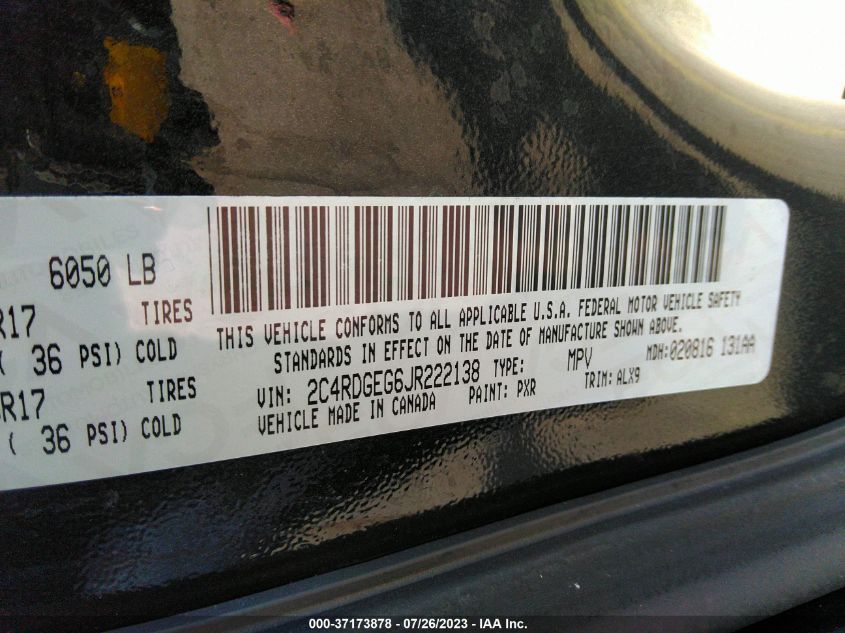 6050 LB
R17 TIRES
( 36 PSI) COLD
R17 TIRES
( 36 PSI) COLD
THIS VEHICLE CONFORMS TO ALL APPLICABLE U.S.A. FEDERAL MOTOR VEHICLE SAFETY
STANDARDS IN EFFECT ON THE DATE OF MANUFACTURE SHOWN ABOVE.
VIN: 2C4RDGEG6JR222138 TYPE: MPV MDH:020816 131AA
VEHICLE MADE IN CANADA PAINT: PXR TRIM: ALX9
000-37173878 / 07/26/2023 - IAA Inc.